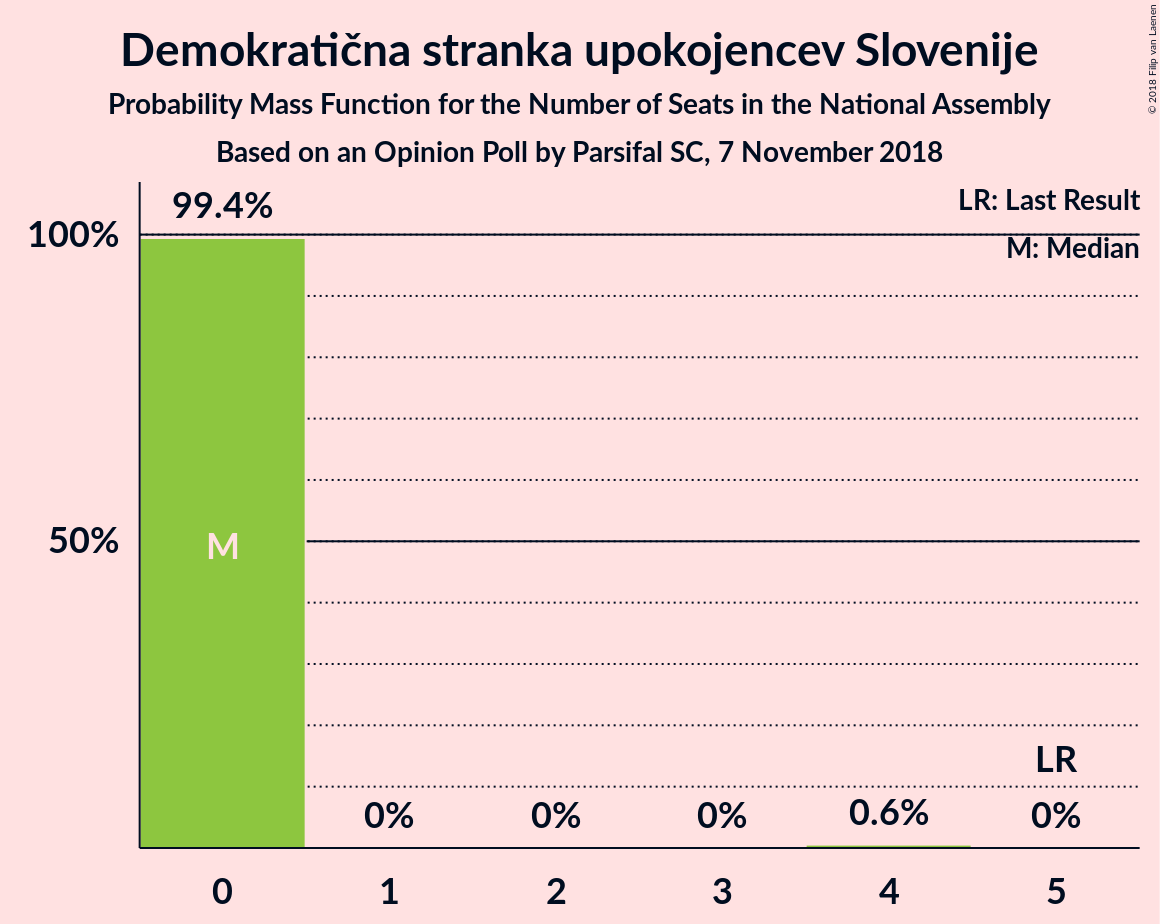 Demokratična stranka upokojencev Slovenije
Probability Mass Function for the Number of Seats in the National Assembly
Based on an Opinion Poll by Parsifal SC, 7 November 2018
© 2018 Filip van Laenen
LR: Last Result
M: Median
99.4%
100%
50%
M
LR
0%
0%
0%
0.6%
0%
0
1
2
3
4
5